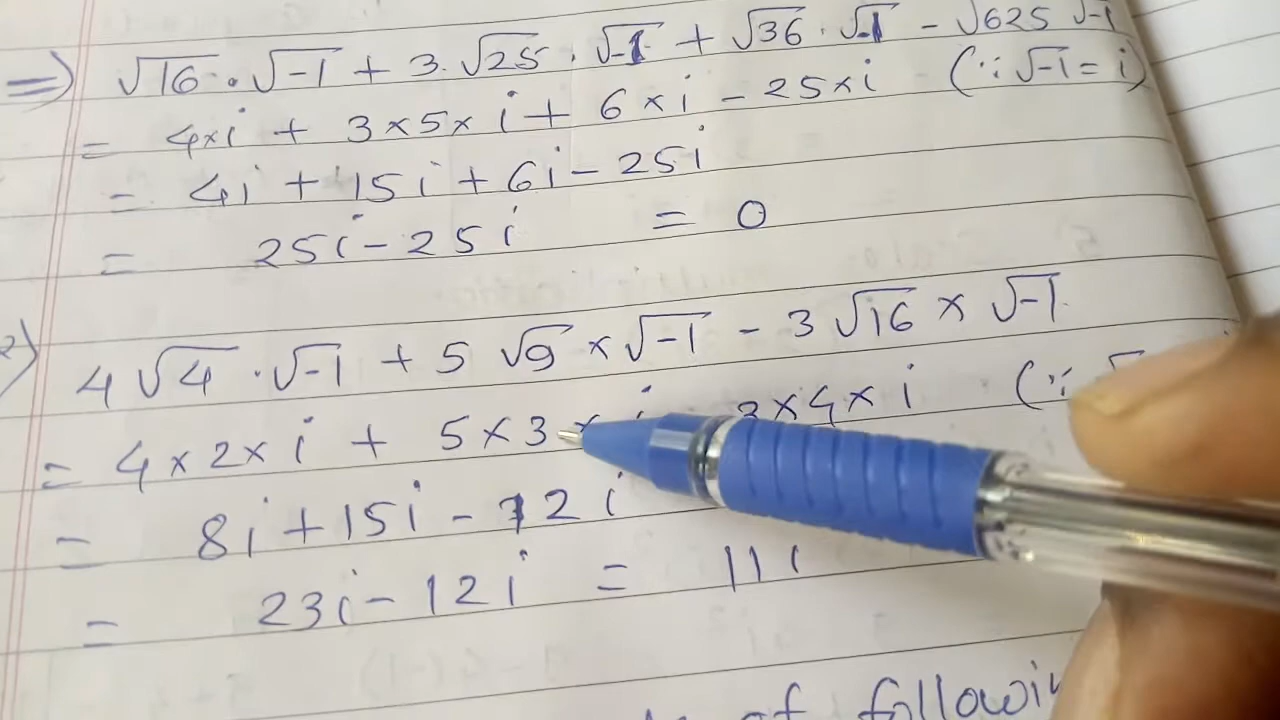 ⇒) √16 · √-1 + 3 · √25 · √-1 + √36 · √-1 - √625 √-1
= 4×i + 3×5×i + 6×i - 25×i (∵ √-1 = i)
= 4i + 15i + 6i - 25i
= 25i - 25i = 0
2) 4√4 · √-1 + 5√9 × √-1 - 3√16 × √-1
= 4×2×i + 5×3× i 3×4×i (∵ √
= 8i + 15i - 12i
= 23i - 12i = 11i
of following